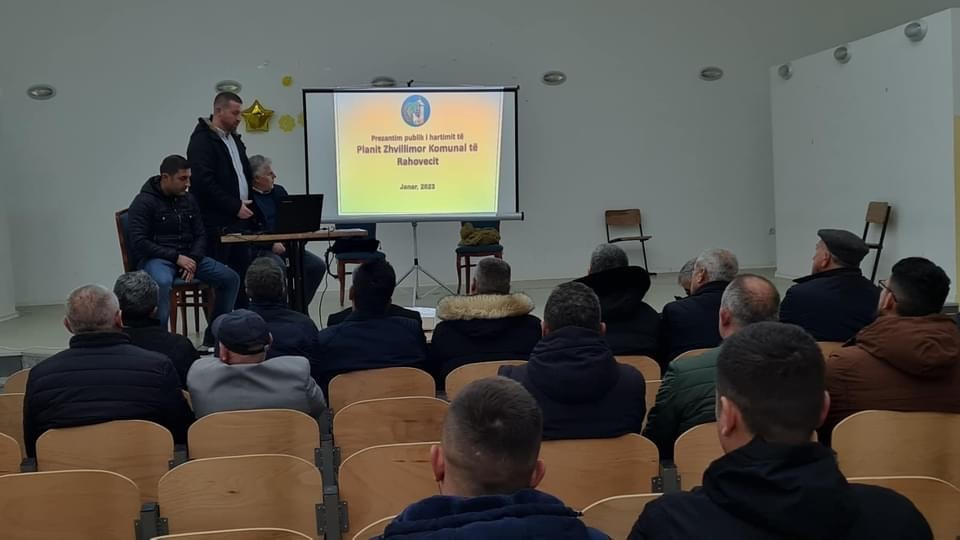 Prezantim publik i hartimit të
Planit Zhvillimor Komunal të
Rahovecit
Janar, 2023